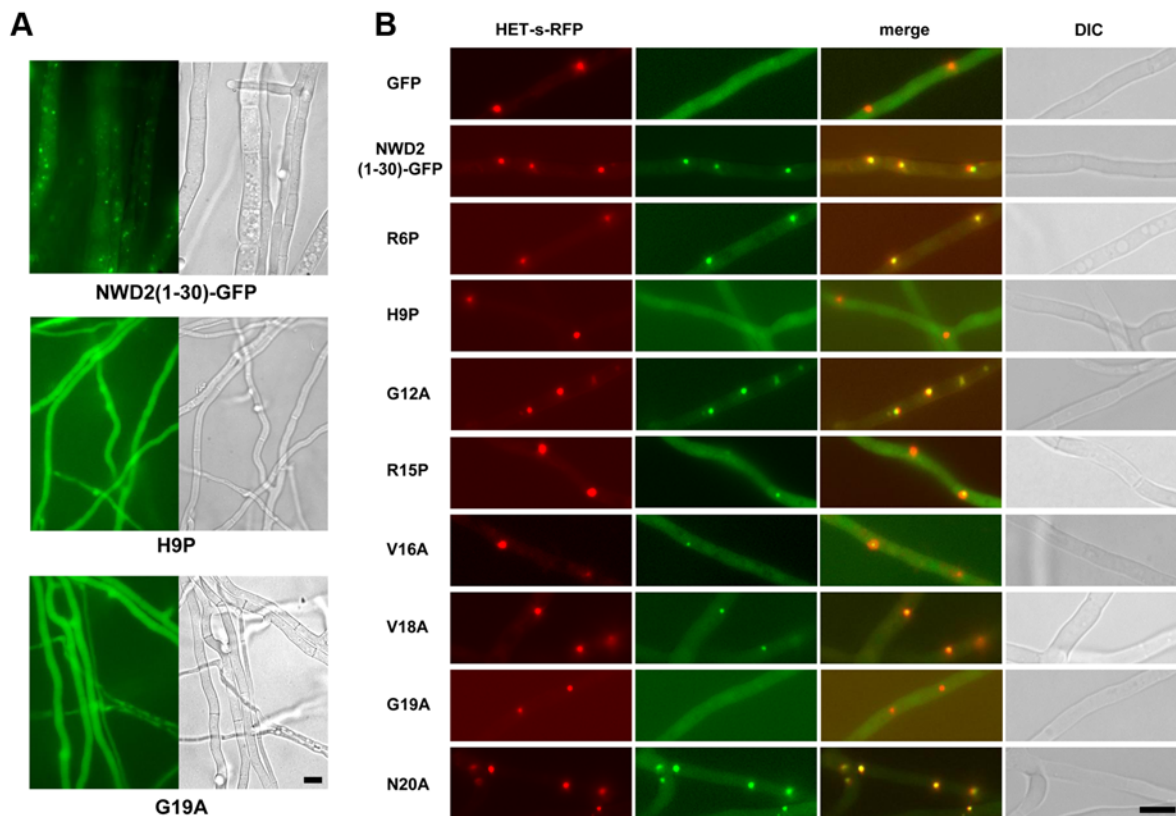 A
NWD2(1-30)-GFP
H9P
G19A
B
HET-s-RFP merge DIC
GFP
NWD2
(1-30)-GFP
R6P
H9P
G12A
R15P
V16A
V18A
G19A
N20A